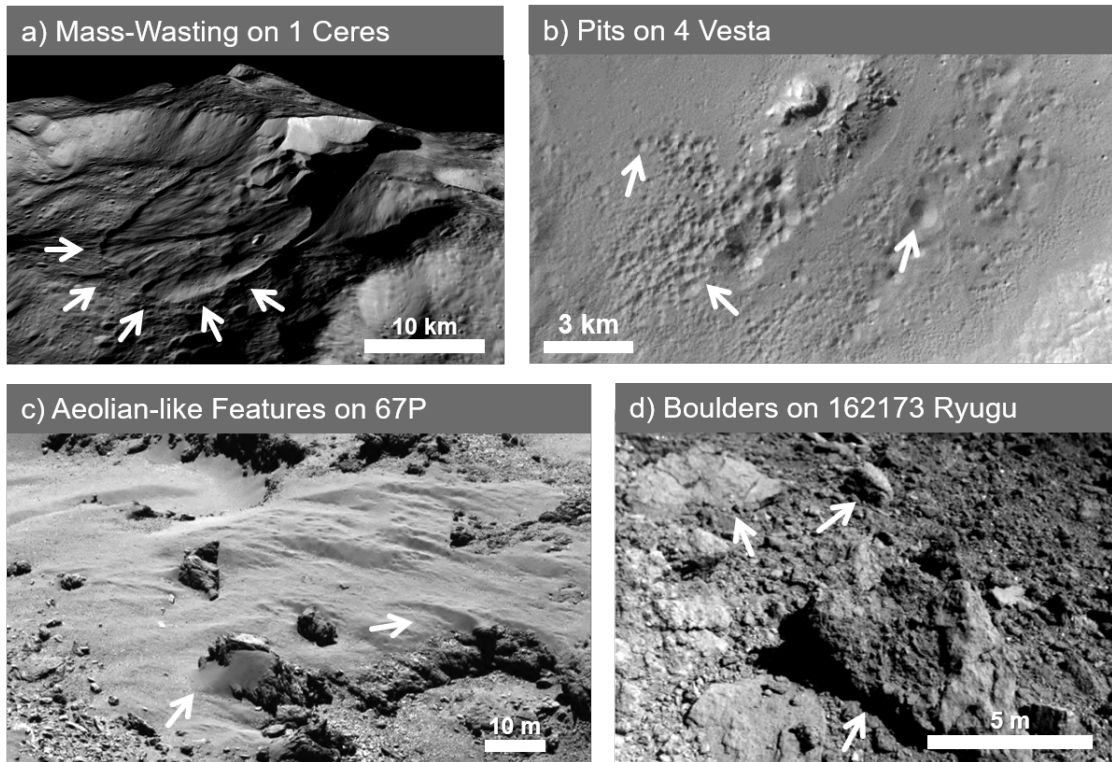 a) Mass-Wasting on 1 Ceres
10 km
b) Pits on 4 Vesta
3 km
c) Aeolian-like Features on 67P
10 m
d) Boulders on 162173 Ryugu
5 m